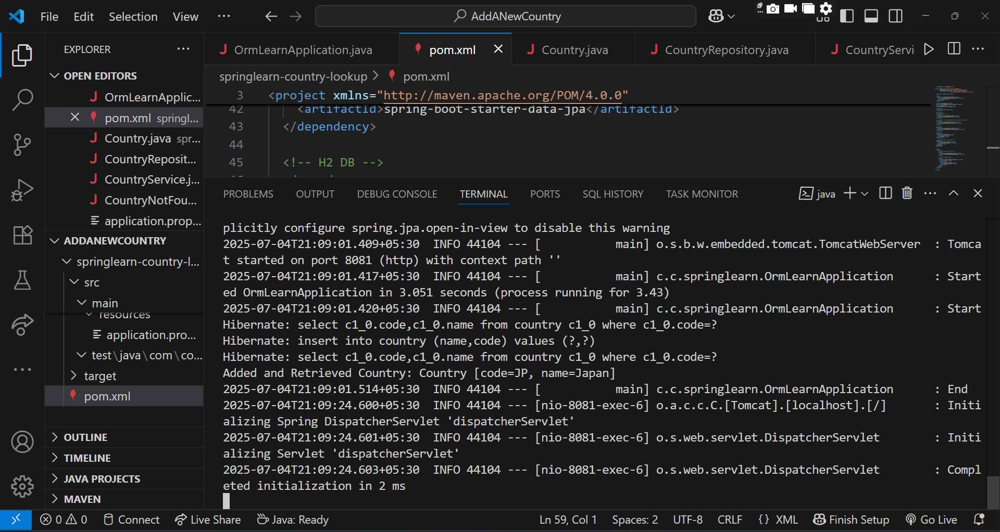 File Edit Selection View ··· AddANewCountry
EXPLORER ···
OPEN EDITORS
OrmLearnApplic...
pom.xml springl...
Country.java spr...
CountryReposit...
CountryService.j...
CountryNotFou...
application.prop...
ADDANEWCOUNTRY
springlearn-country-l...
src
main
resources
application.pro...
test\java\com\co...
target
pom.xml
OUTLINE
TIMELINE
JAVA PROJECTS
MAVEN
OrmLearnApplication.java pom.xml Country.java CountryRepository.java CountryServi
springlearn-country-lookup > pom.xml
3 <project xmlns="http://maven.apache.org/POM/4.0.0"
42 <artifactId>spring-boot-starter-data-jpa</artifactId>
43 </dependency>
44
45 <!-- H2 DB -->
PROBLEMS OUTPUT DEBUG CONSOLE TERMINAL PORTS SQL HISTORY TASK MONITOR java
plicitly configure spring.jpa.open-in-view to disable this warning
2025-07-04T21:09:01.409+05:30 INFO 44104 --- [ main] o.s.b.w.embedded.tomcat.TomcatWebServer : Tomca
t started on port 8081 (http) with context path ''
2025-07-04T21:09:01.417+05:30 INFO 44104 --- [ main] c.c.springlearn.OrmLearnApplication : Start
ed OrmLearnApplication in 3.051 seconds (process running for 3.43)
2025-07-04T21:09:01.420+05:30 INFO 44104 --- [ main] c.c.springlearn.OrmLearnApplication : Start
Hibernate: select c1_0.code,c1_0.name from country c1_0 where c1_0.code=?
Hibernate: insert into country (name,code) values (?,?)
Hibernate: select c1_0.code,c1_0.name from country c1_0 where c1_0.code=?
Added and Retrieved Country: Country [code=JP, name=Japan]
2025-07-04T21:09:01.514+05:30 INFO 44104 --- [ main] c.c.springlearn.OrmLearnApplication : End
2025-07-04T21:09:24.600+05:30 INFO 44104 --- [nio-8081-exec-6] o.a.c.c.C.[Tomcat].[localhost].[/] : Initi
alizing Spring DispatcherServlet 'dispatcherServlet'
2025-07-04T21:09:24.601+05:30 INFO 44104 --- [nio-8081-exec-6] o.s.web.servlet.DispatcherServlet : Initi
alizing Servlet 'dispatcherServlet'
2025-07-04T21:09:24.603+05:30 INFO 44104 --- [nio-8081-exec-6] o.s.web.servlet.DispatcherServlet : Compl
eted initialization in 2 ms
0 0 Connect Live Share Java: Ready Ln 59, Col 1 Spaces: 2 UTF-8 CRLF {} XML Finish Setup Go Live